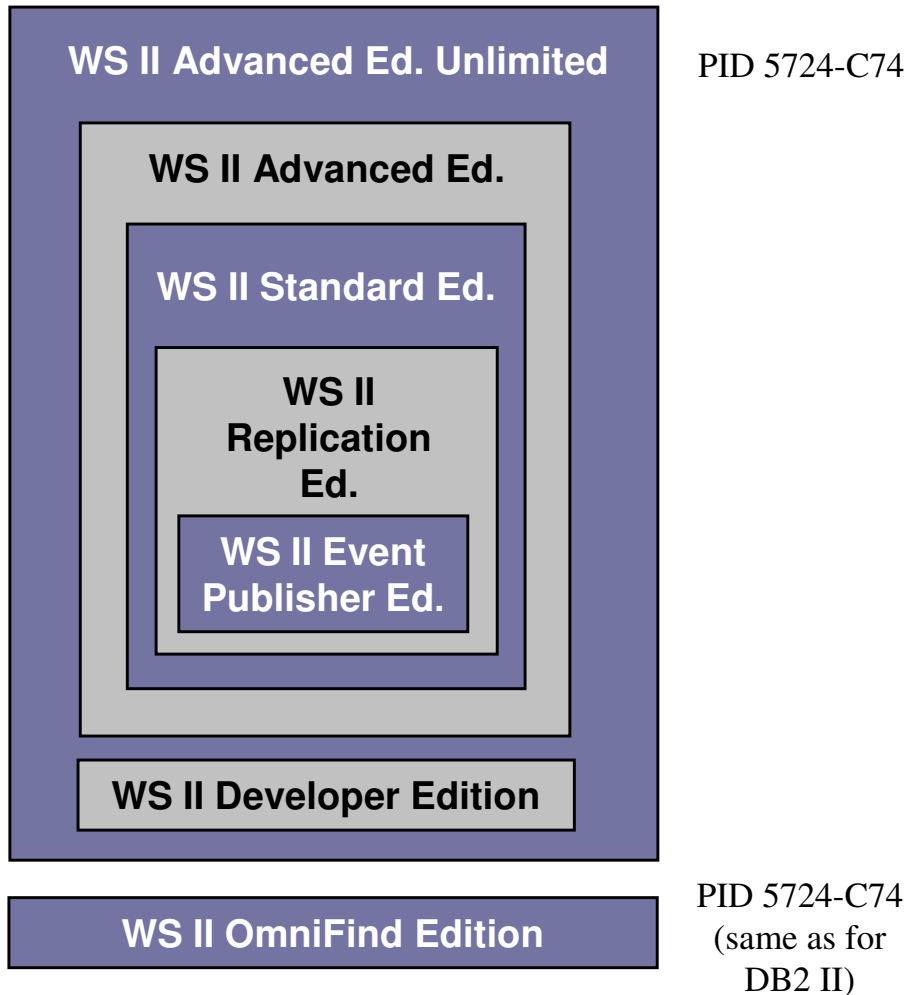 WS II Advanced Ed. Unlimited
PID 5724-C74
WS II Advanced Ed.
WS II Standard Ed.
WS II
Replication
Ed.
WS II Event
Publisher Ed.
WS II Developer Edition
WS II OmniFind Edition
PID 5724-C74
(same as for
DB2 II)